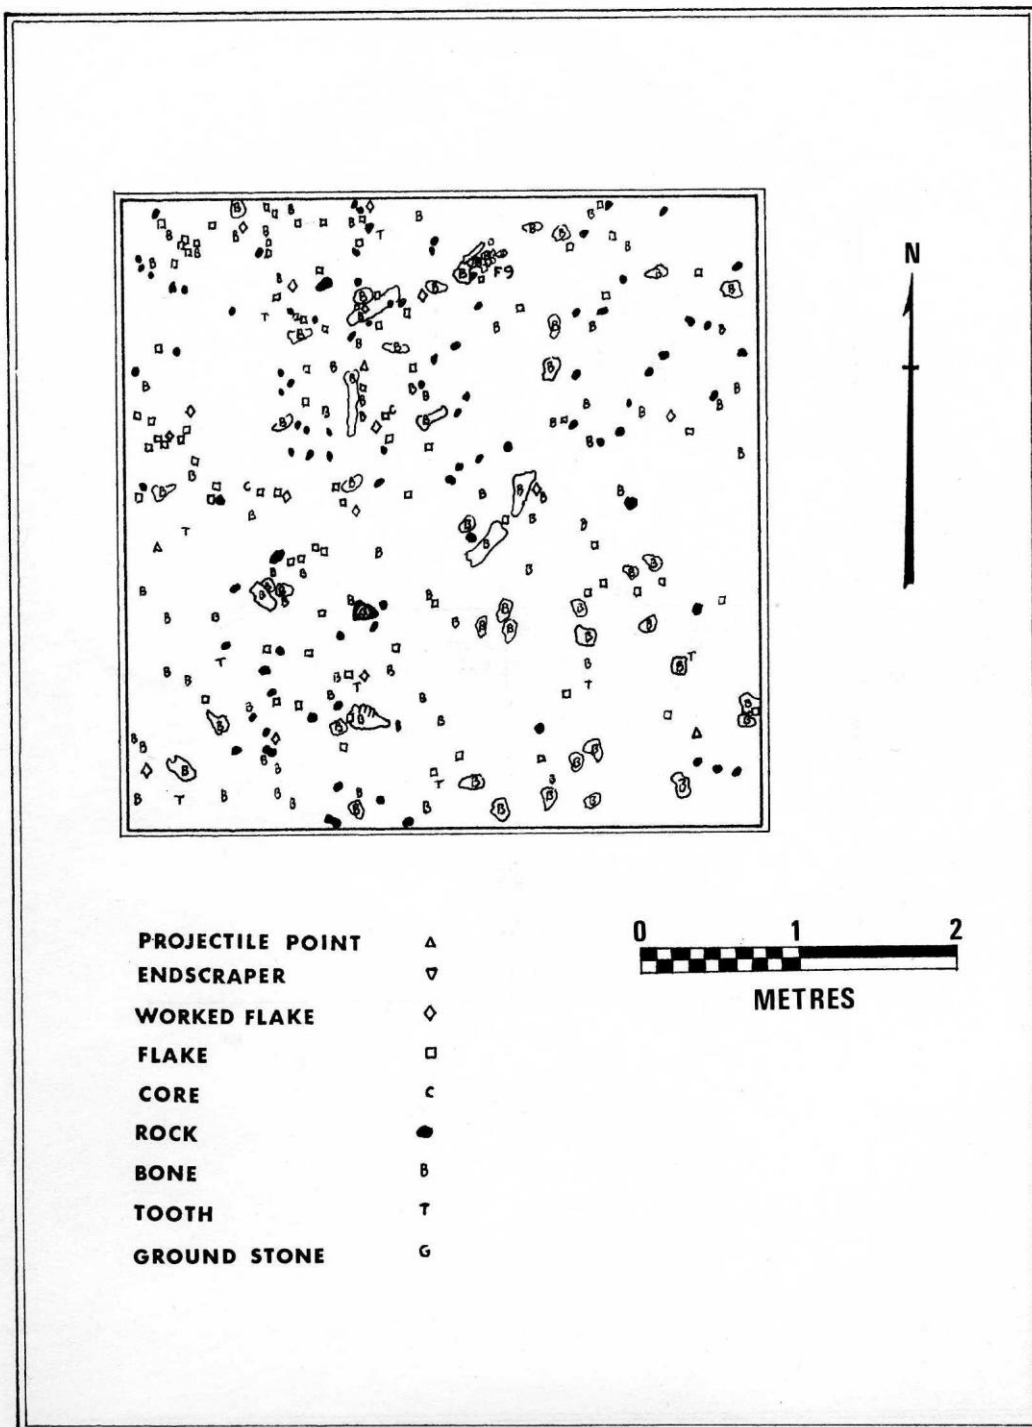 F9
N
PROJECTILE POINT
ENDSCRAPER
WORKED FLAKE
FLAKE
CORE C
ROCK
BONE B
TOOTH T
GROUND STONE G
0 1 2
METRES